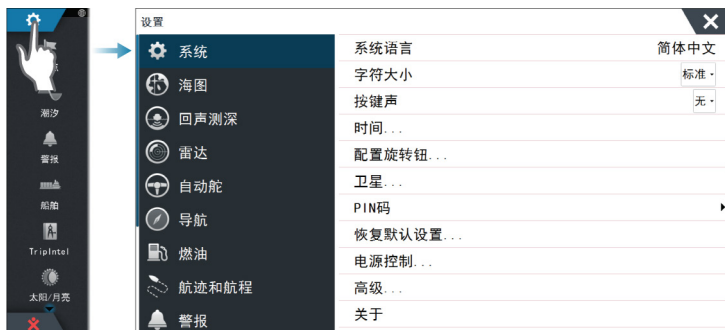 潮汐
警报
船舶
TripIntel
太阳/月亮
设置
系统
海图
回声测深
雷达
自动舵
导航
燃油
航迹和航程
警报
系统语言 简体中文
字符大小 标准
按键声 无
时间...
配置旋转钮...
卫星...
PIN码
恢复默认设置...
电源控制...
高级...
关于